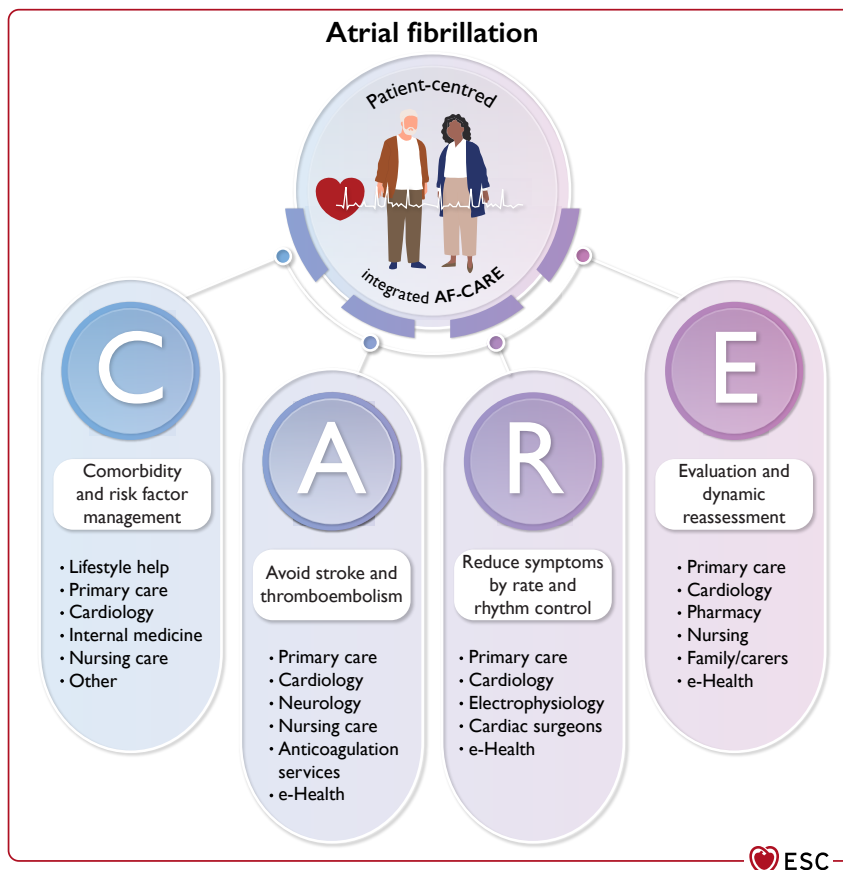 Atrial fibrillation
Patient-centred
integrated AF-CARE
C
Comorbidity
and risk factor
management
• Lifestyle help
• Primary care
• Cardiology
• Internal medicine
• Nursing care
• Other
A
Avoid stroke and
thromboembolism
• Primary care
• Cardiology
• Neurology
• Nursing care
• Anticoagulation
services
• e-Health
R
Reduce symptoms
by rate and
rhythm control
• Primary care
• Cardiology
• Electrophysiology
• Cardiac surgeons
• e-Health
E
Evaluation and
dynamic
reassessment
• Primary care
• Cardiology
• Pharmacy
• Nursing
• Family/carers
• e-Health
ESC